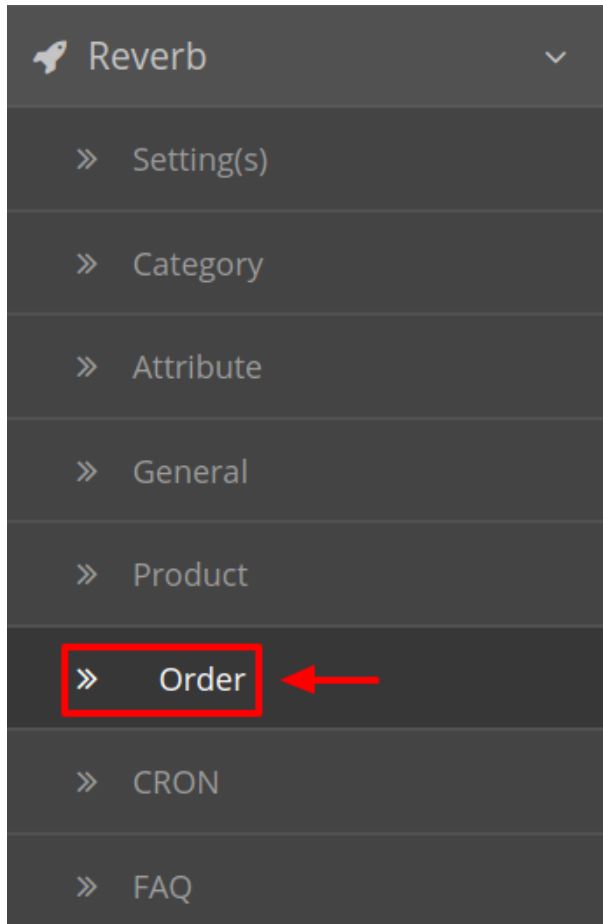 Reverb
Setting(s)
Category
Attribute
General
Product
Order
CRON
FAQ